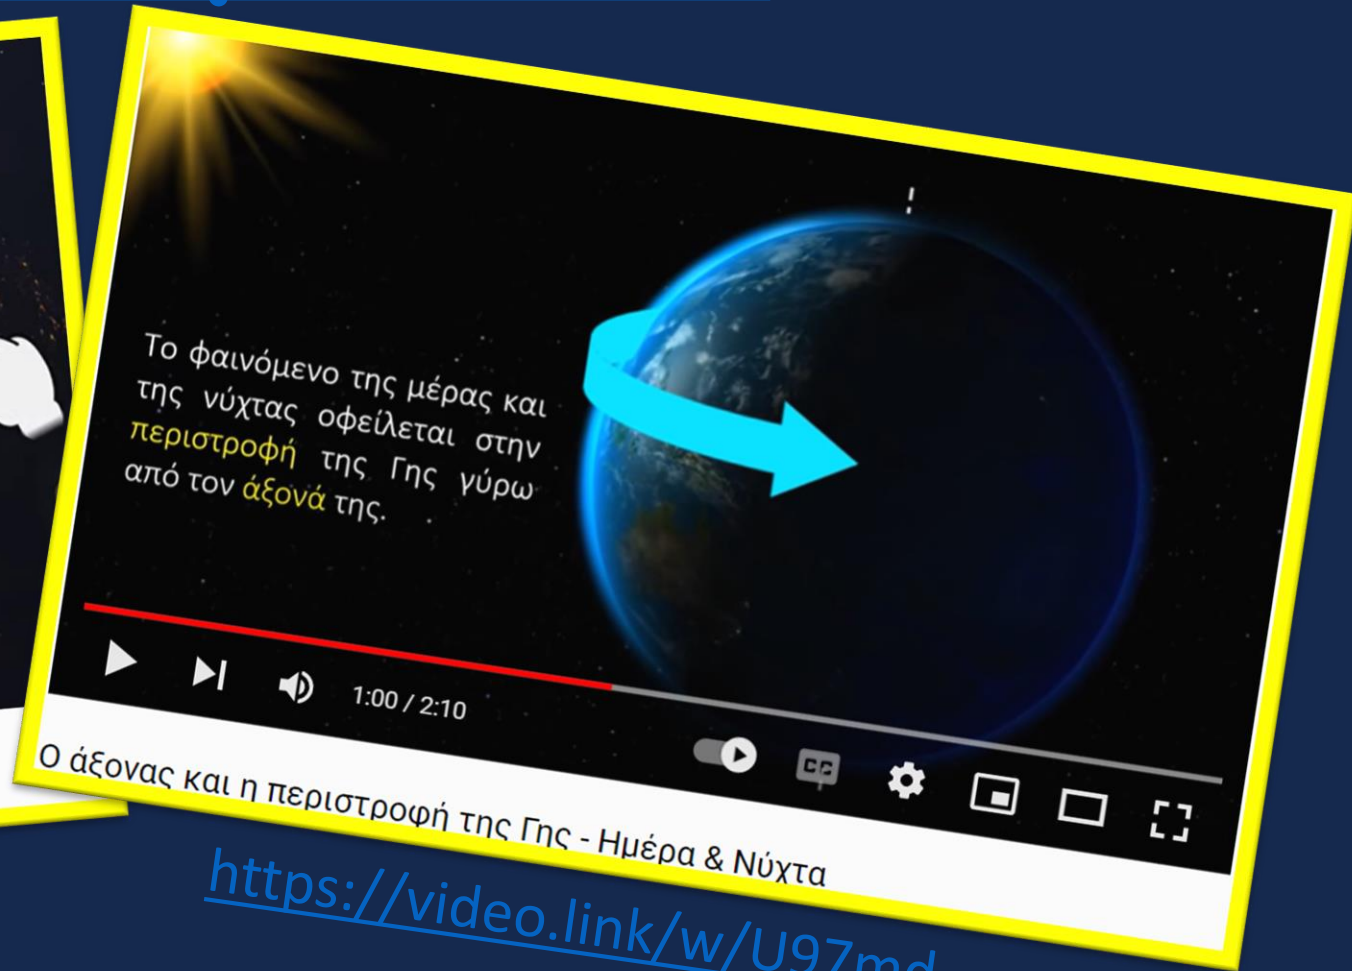 Το φαινόμενο της μέρας και
της νύχτας οφείλεται στην
περιστροφή της Γης γύρω
από τον άξονά της.
1:00 / 2:10
CC
Ο άξονας και η περιστροφή της Γης - Ημέρα & Νύχτα
https://video.link/w/U97md